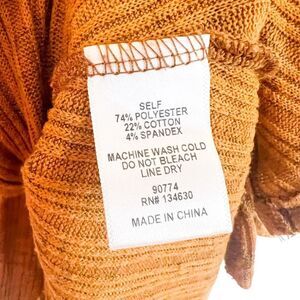 SELF
74% POLYESTER
22% COTTON
4% SPANDEX
MACHINE WASH COLD
DO NOT BLEACH
LINE DRY
90774
RN# 134630
MADE IN CHINA